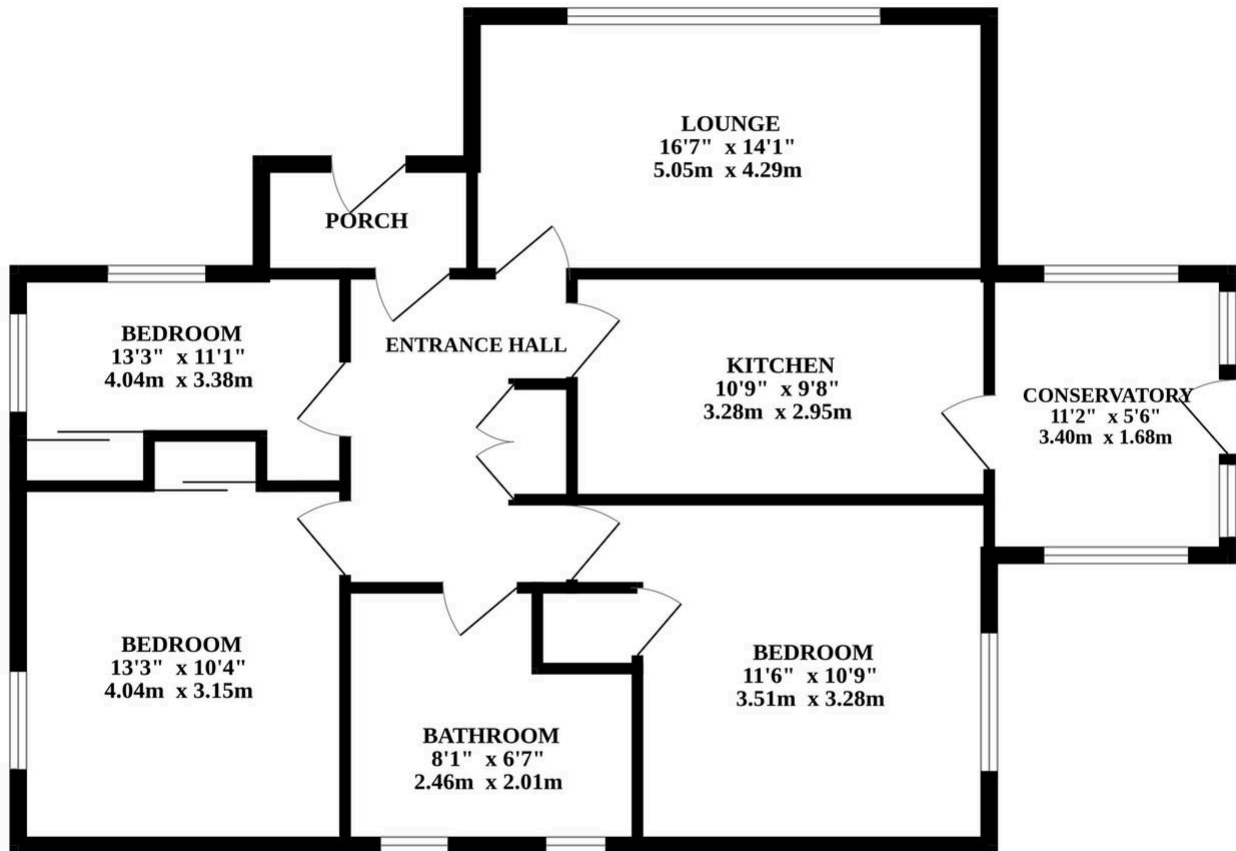 LOUNGE
16'7" x 14'1"
5.05m x 4.29m
PORCH
BEDROOM
13'3" x 11'1"
4.04m x 3.38m
ENTRANCE HALL
KITCHEN
10'9" x 9'8"
3.28m x 2.95m
CONSERVATORY
11'2" x 5'6"
3.40m x 1.68m
BEDROOM
13'3" x 10'4"
4.04m x 3.15m
BATHROOM
8'1" x 6'7"
2.46m x 2.01m
BEDROOM
11'6" x 10'9"
3.51m x 3.28m